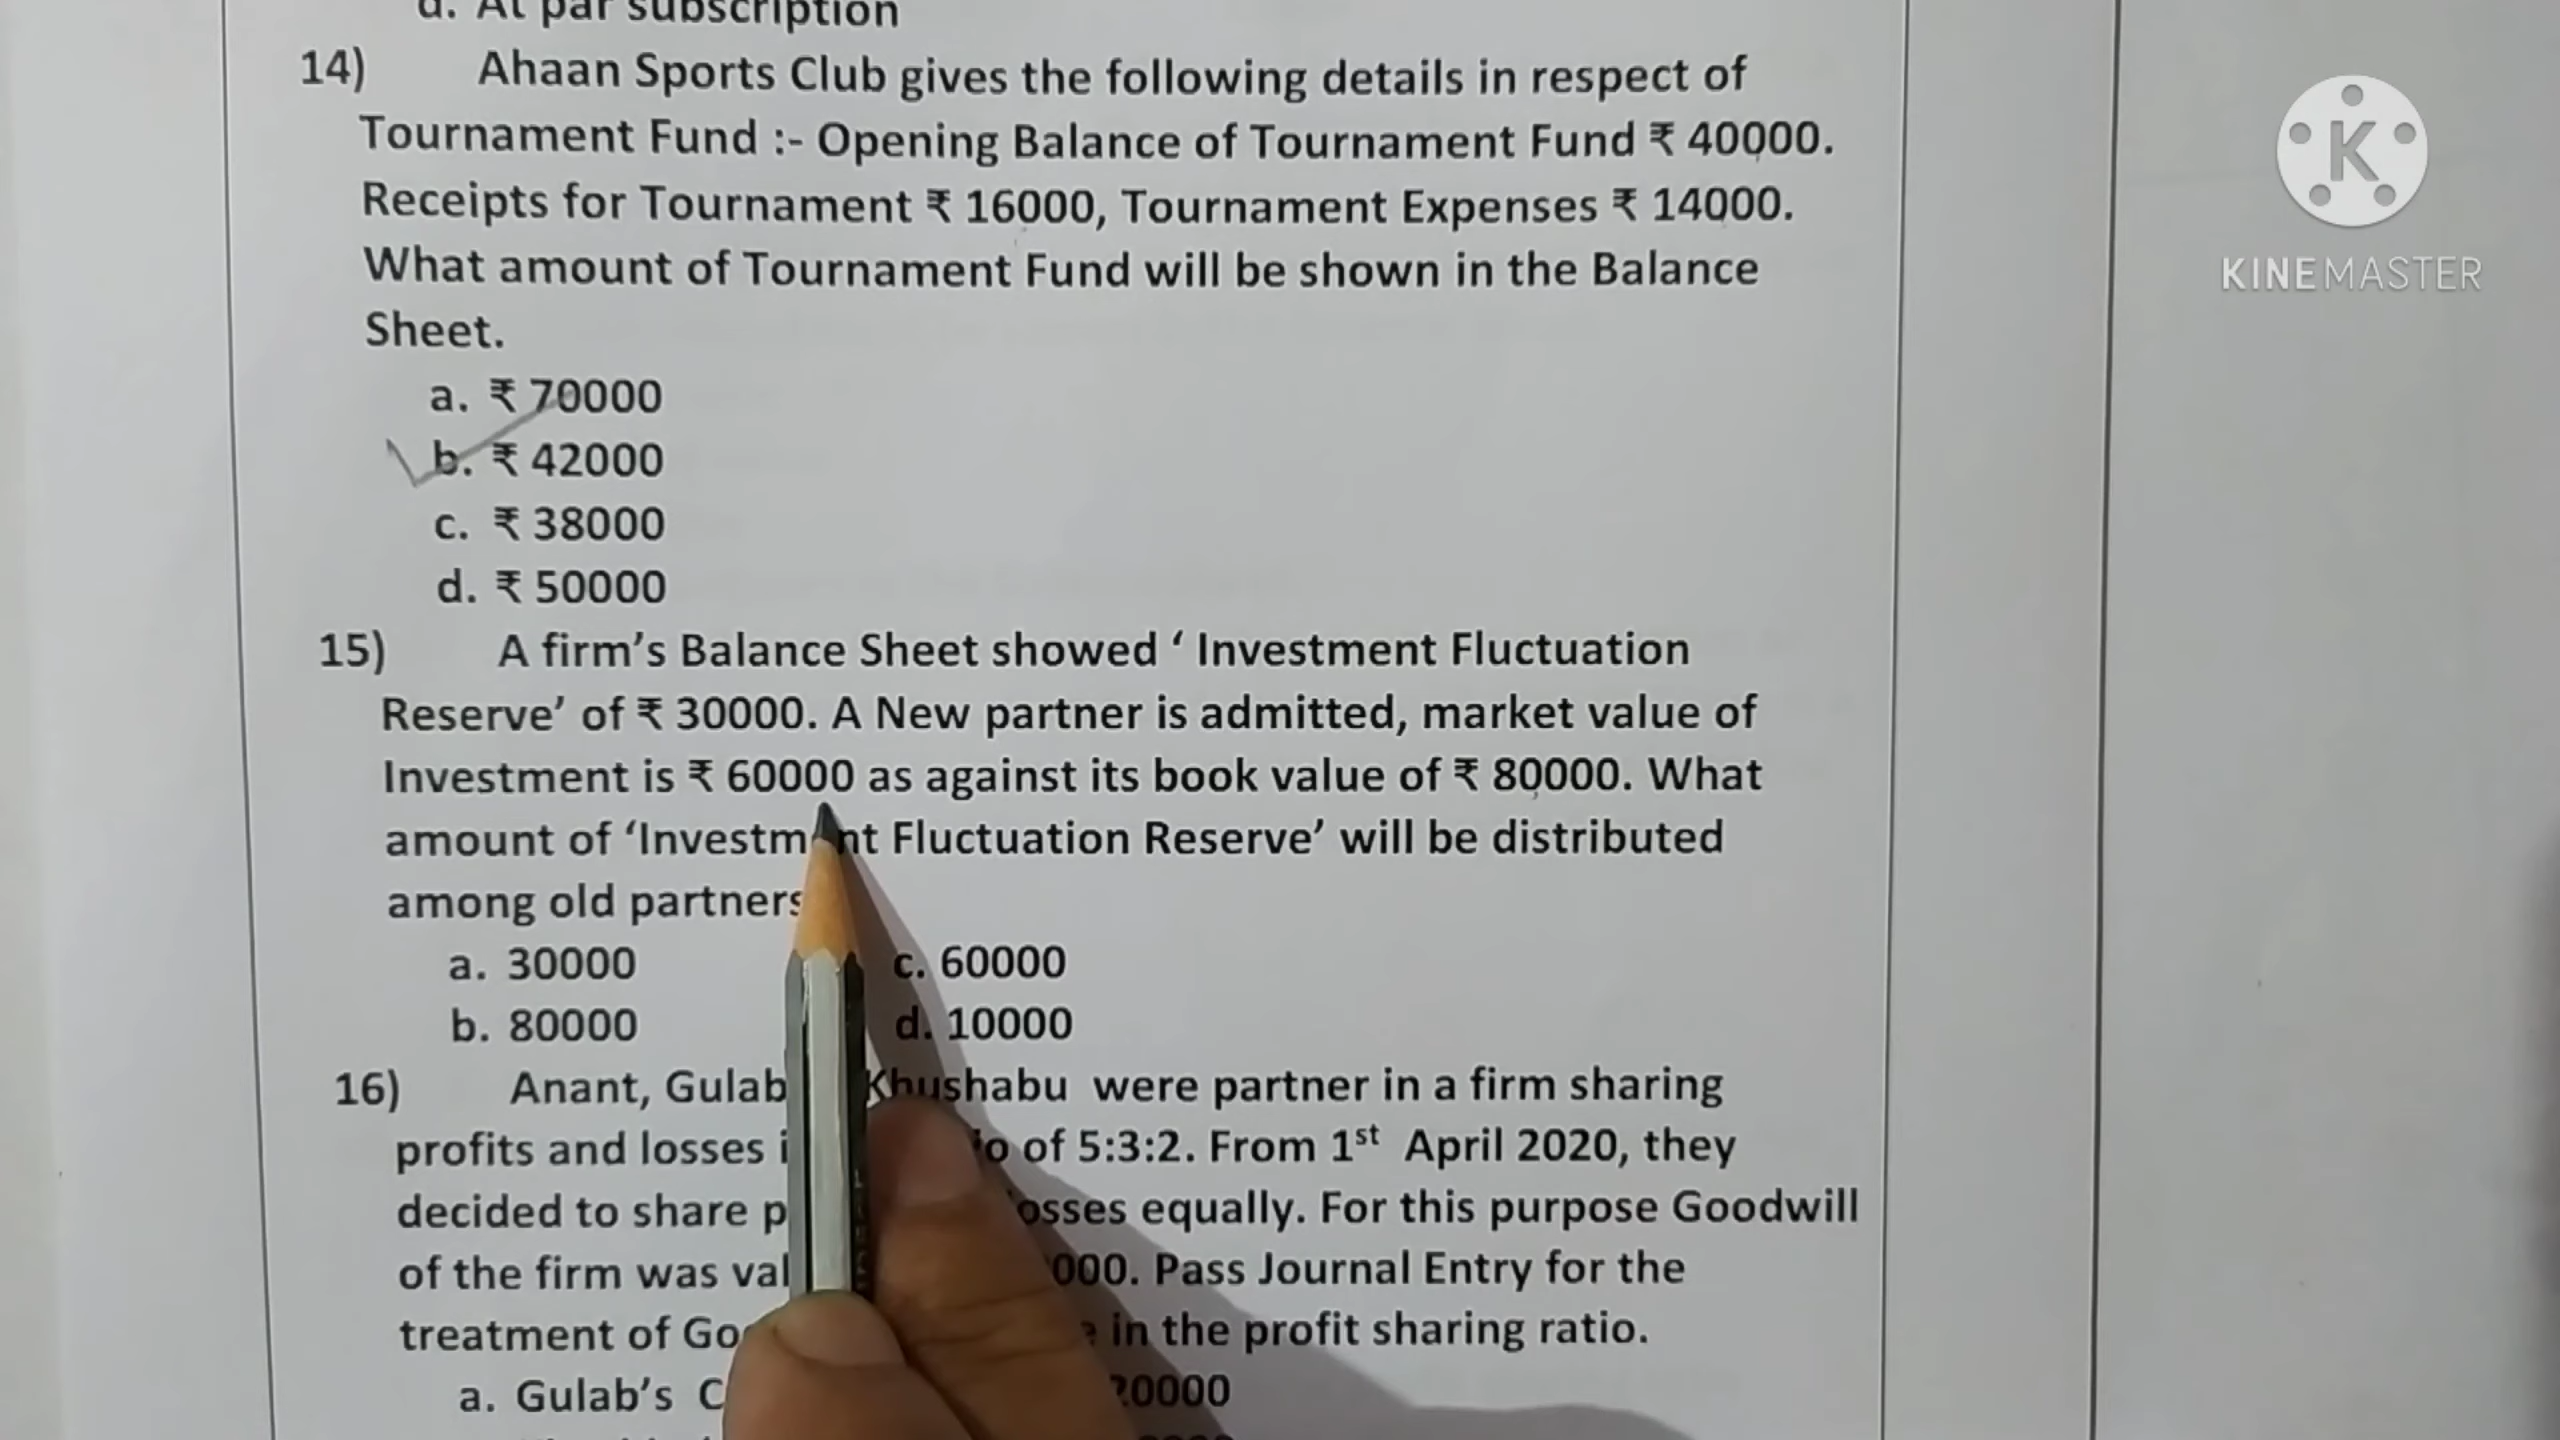 d. At par subscription
14) Ahaan Sports Club gives the following details in respect of
Tournament Fund :- Opening Balance of Tournament Fund ₹ 40000.
Receipts for Tournament ₹ 16000, Tournament Expenses ₹ 14000.
What amount of Tournament Fund will be shown in the Balance
Sheet.
a. ₹ 70000
b. ₹ 42000
c. ₹ 38000
d. ₹ 50000
15) A firm's Balance Sheet showed ‘ Investment Fluctuation
Reserve’ of ₹ 30000. A New partner is admitted, market value of
Investment is ₹ 60000 as against its book value of ₹ 80000. What
amount of ‘Investment Fluctuation Reserve’ will be distributed
among old partners
a. 30000 c. 60000
b. 80000 d. 10000
16) Anant, Gulab Khushabu were partner in a firm sharing
profits and losses of 5:3:2. From 1st April 2020, they
decided to share losses equally. For this purpose Goodwill
of the firm was 000. Pass Journal Entry for the
treatment of in the profit sharing ratio.
a. Gulab's 20000
KINEMASTER